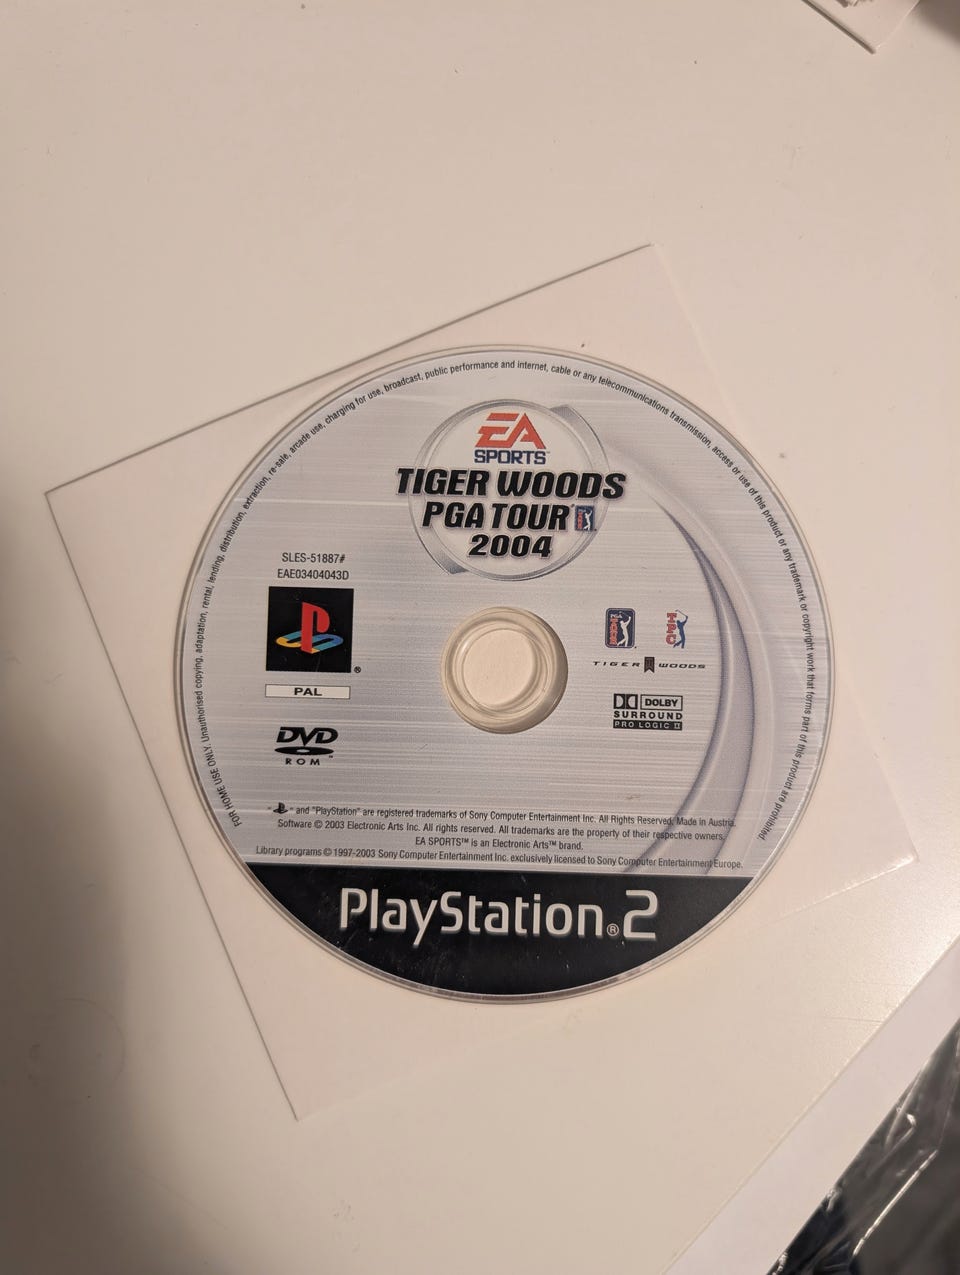 FOR HOME USE ONLY. Unauthorised copying, adaptation, rental, lending, distribution, extraction, re-sale, arcade use, charging for use, broadcast, public performance and internet, cable or any telecommunications transmission, access or use of this product or any trademark or copyright work that forms part of this product are prohibited
EA
SPORTS™
TIGER WOODS
PGA TOUR®
2004
SLES-51887#
EAE03404043D
®
PAL
DVD™
ROM
PGA TOUR
TPC
TIGER TW WOODS
DOLBY
SURROUND
PRO LOGIC II
" " and "PlayStation" are registered trademarks of Sony Computer Entertainment Inc. All Rights Reserved. Made in Austria.
Software © 2003 Electronic Arts Inc. All rights reserved. All trademarks are the property of their respective owners.
EA SPORTS™ is an Electronic Arts™ brand.
Library programs © 1997-2003 Sony Computer Entertainment Inc. exclusively licensed to Sony Computer Entertainment Europe.
PlayStation®2